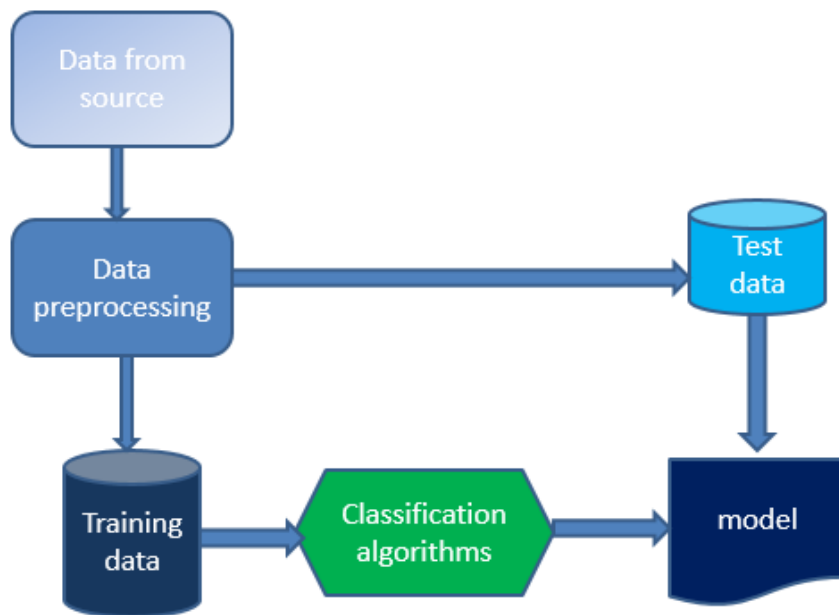 Data from
source
Data
preprocessing
Test
data
Training
data
Classification
algorithms
model